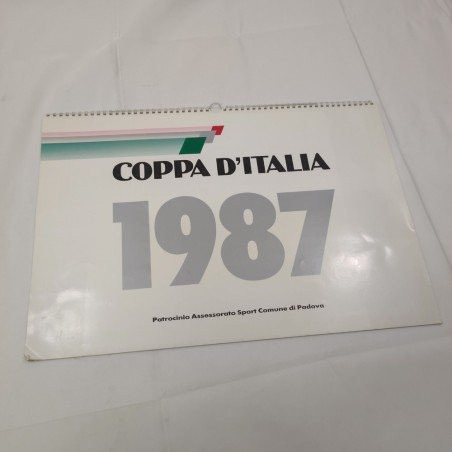 COPPA D'ITALIA
1987
Patrocinio Assessorato Sport Comune di Padova